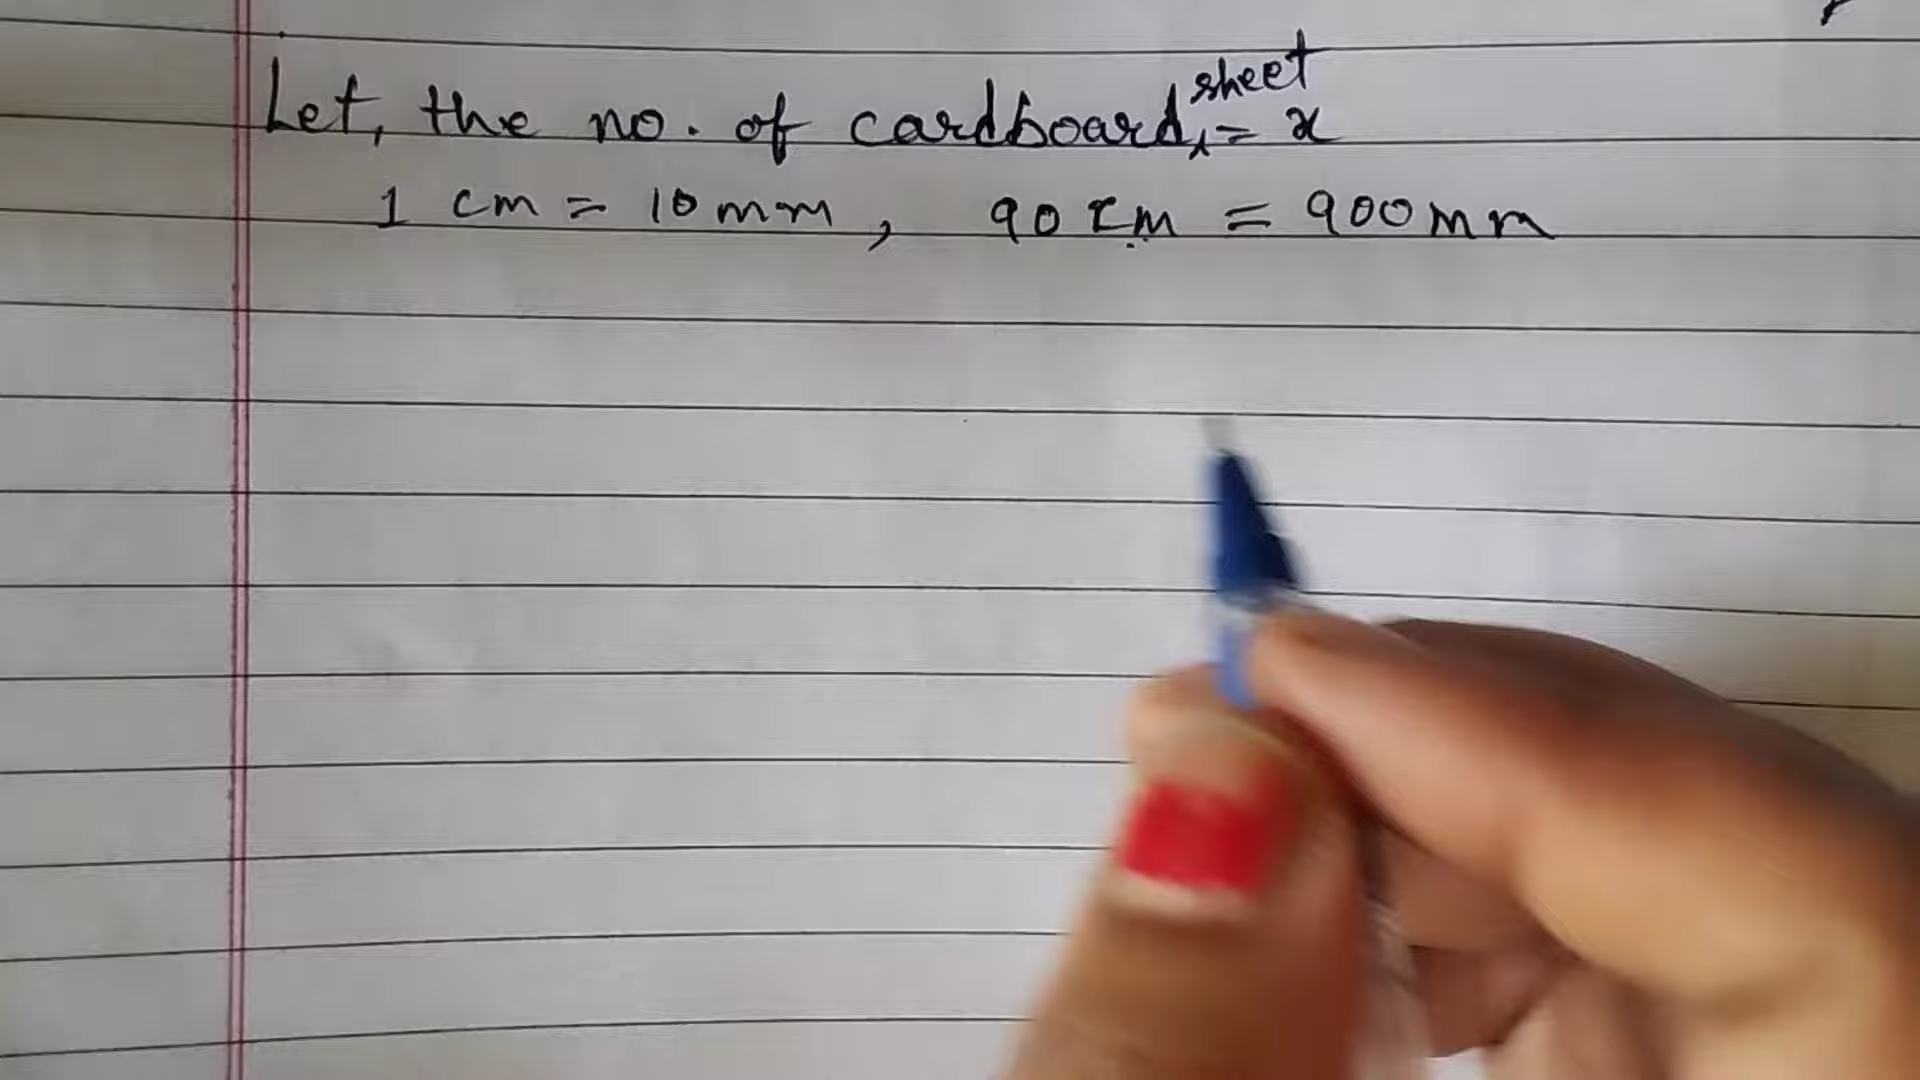 Let, the no. of cardboard sheet = x
1 cm = 10 mm, 90 cm = 900 mm